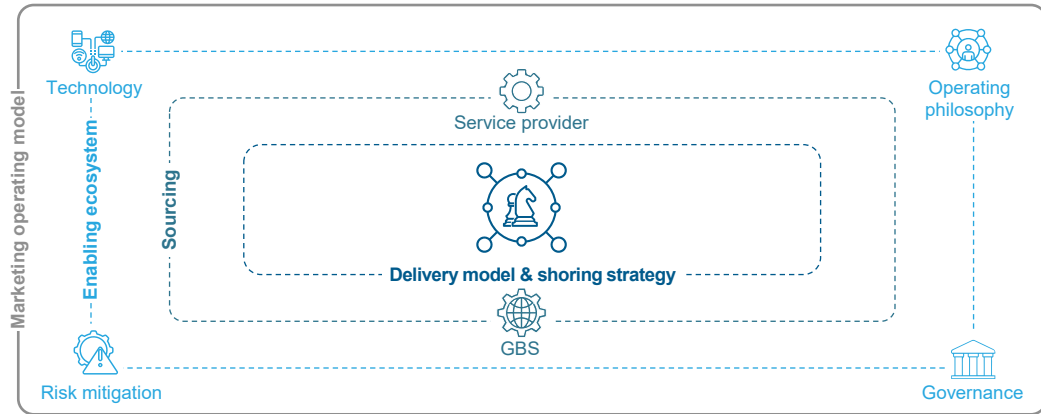 Marketing operating model
Technology
Operating
philosophy
Enabling ecosystem
Service provider
Sourcing
Delivery model & shoring strategy
GBS
Risk mitigation
Governance